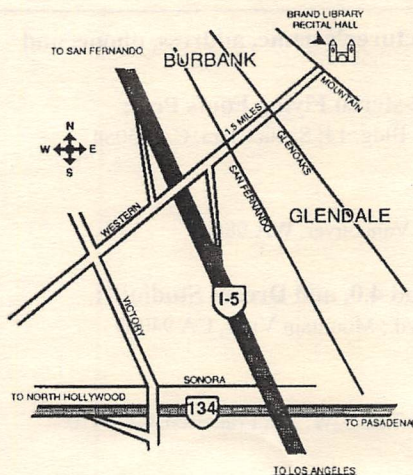 BRAND LIBRARY
RECITAL HALL
TO SAN FERNANDO
BURBANK
MOUNTAIN
1.5 MILES
GLENOAKS
N
W E
S
WESTERN
SAN FERNANDO
GLENDALE
VICTORY
I-5
SONORA
TO NORTH HOLLYWOOD
134
TO PASADENA
TO LOS ANGELES